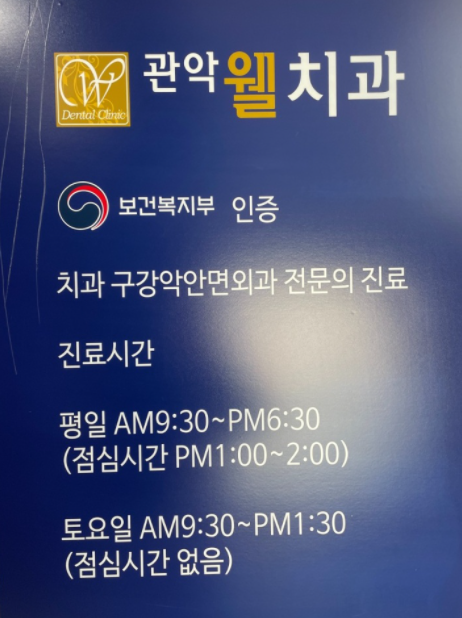 W
Dental Clinic
관악웰치과
보건복지부 인증
치과 구강악안면외과 전문의 진료
진료시간
평일 AM9:30~PM6:30
(점심시간 PM1:00~2:00)
토요일 AM9:30~PM1:30
(점심시간 없음)